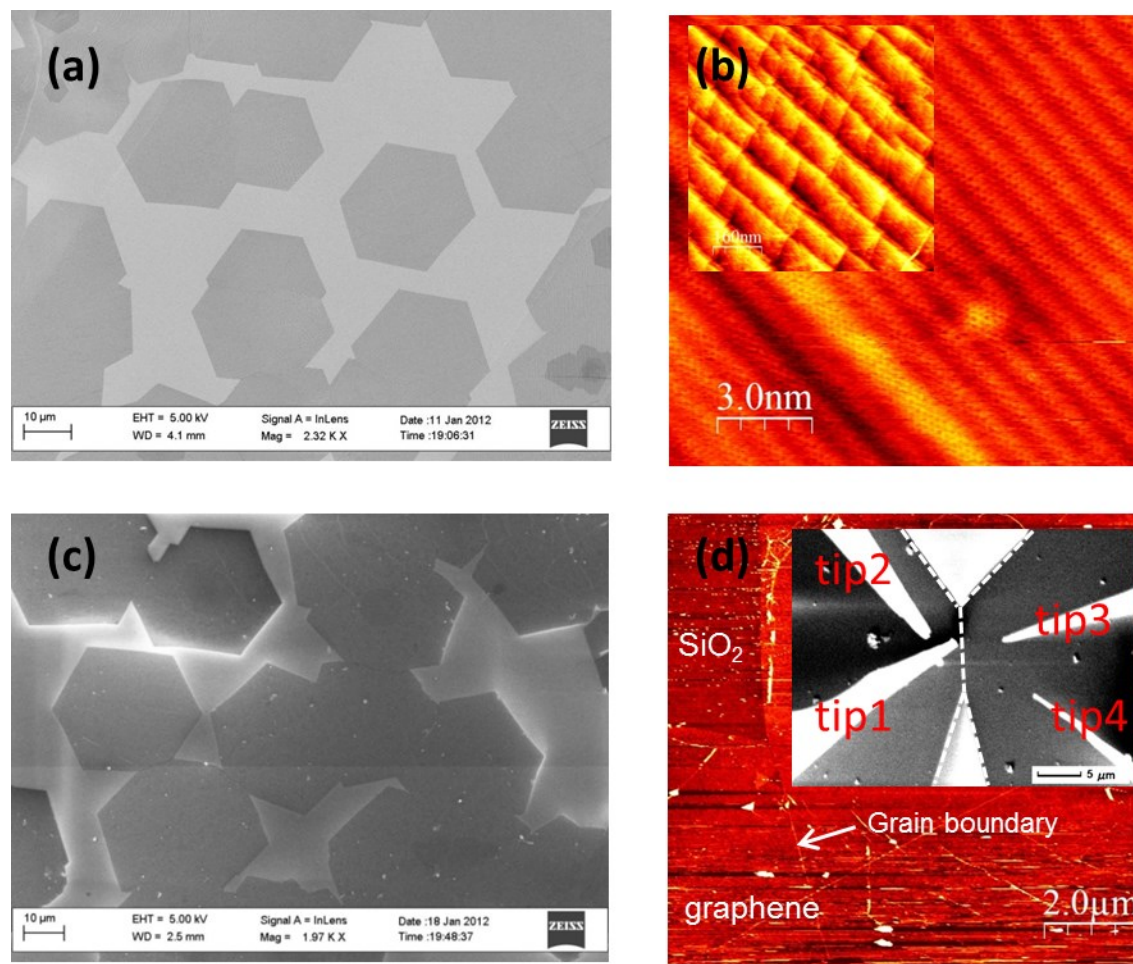 (a)
10 µm
EHT = 5.00 kV
WD = 4.1 mm
Signal A = InLens
Mag = 2.32 K X
Date :11 Jan 2012
Time :19:06:31
ZEISS
(b)
160nm
3.0nm
(c)
10 µm
EHT = 5.00 kV
WD = 2.5 mm
Signal A = InLens
Mag = 1.97 K X
Date :18 Jan 2012
Time :19:48:37
ZEISS
(d)
tip2
tip3
SiO₂
tip1
tip4
5 µm
Grain boundary
graphene
2.0µm